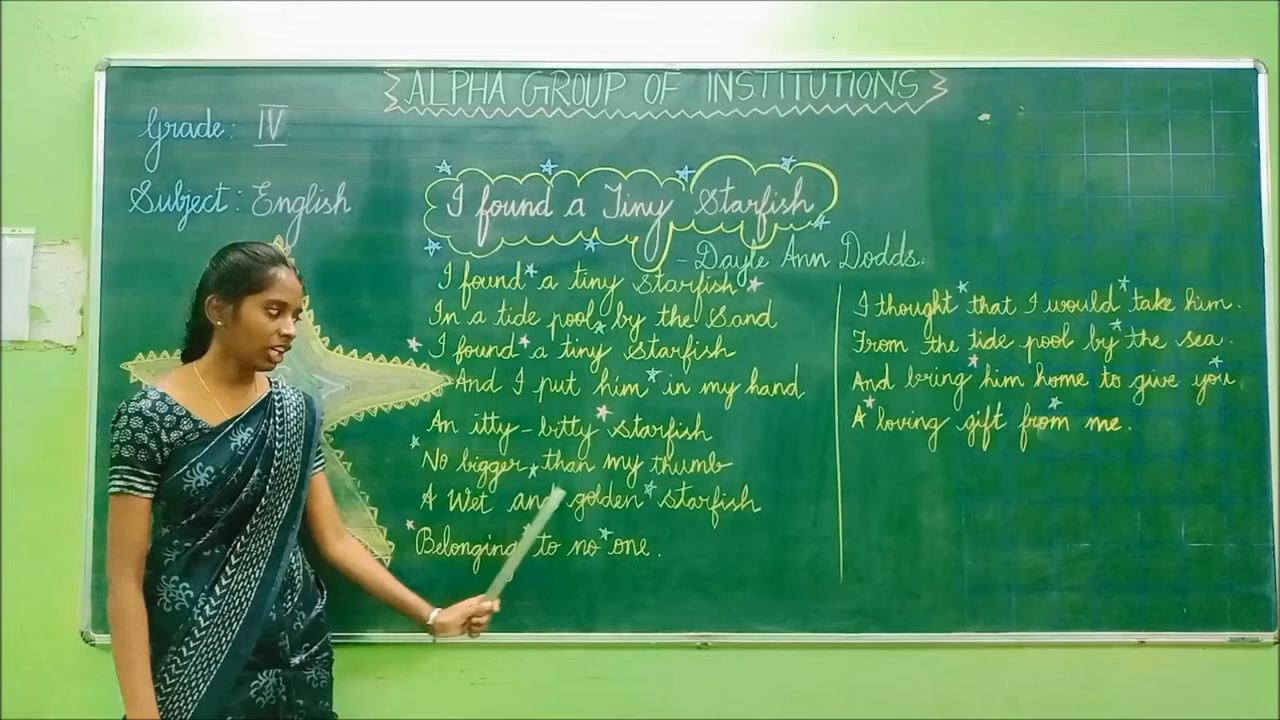 ALPHA GROUP OF INSTITUTIONS
Grade: IV
Subject: English
I found a Tiny Starfish
- Dayle Ann Dodds.
I found a tiny starfish
In a tide pool by the Sand
I found a tiny starfish
And I put him in my hand
An itty-bitty starfish
No bigger than my thumb
A Wet and golden starfish
Belonging to no one.
I thought that I would take him.
From the tide pool by the sea.
And bring him home to give you,
A loving gift from me.